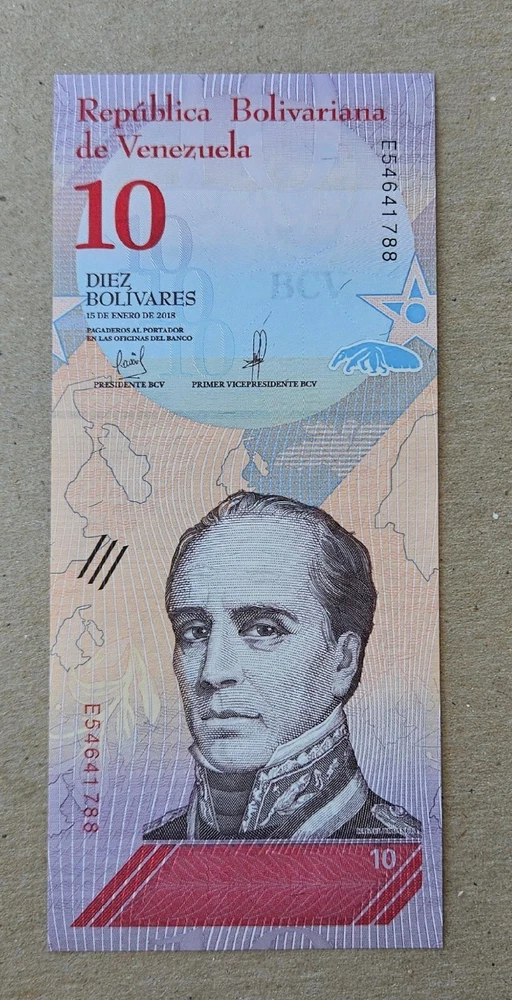 República Bolivariana
de Venezuela
10
E54641788
DIEZ
BOLÍVARES
15 DE ENERO DE 2018
PAGADEROS AL PORTADOR
EN LAS OFICINAS DEL BANCO
BCV
PRESIDENTE BCV
PRIMER VICEPRESIDENTE BCV
E54641788
10